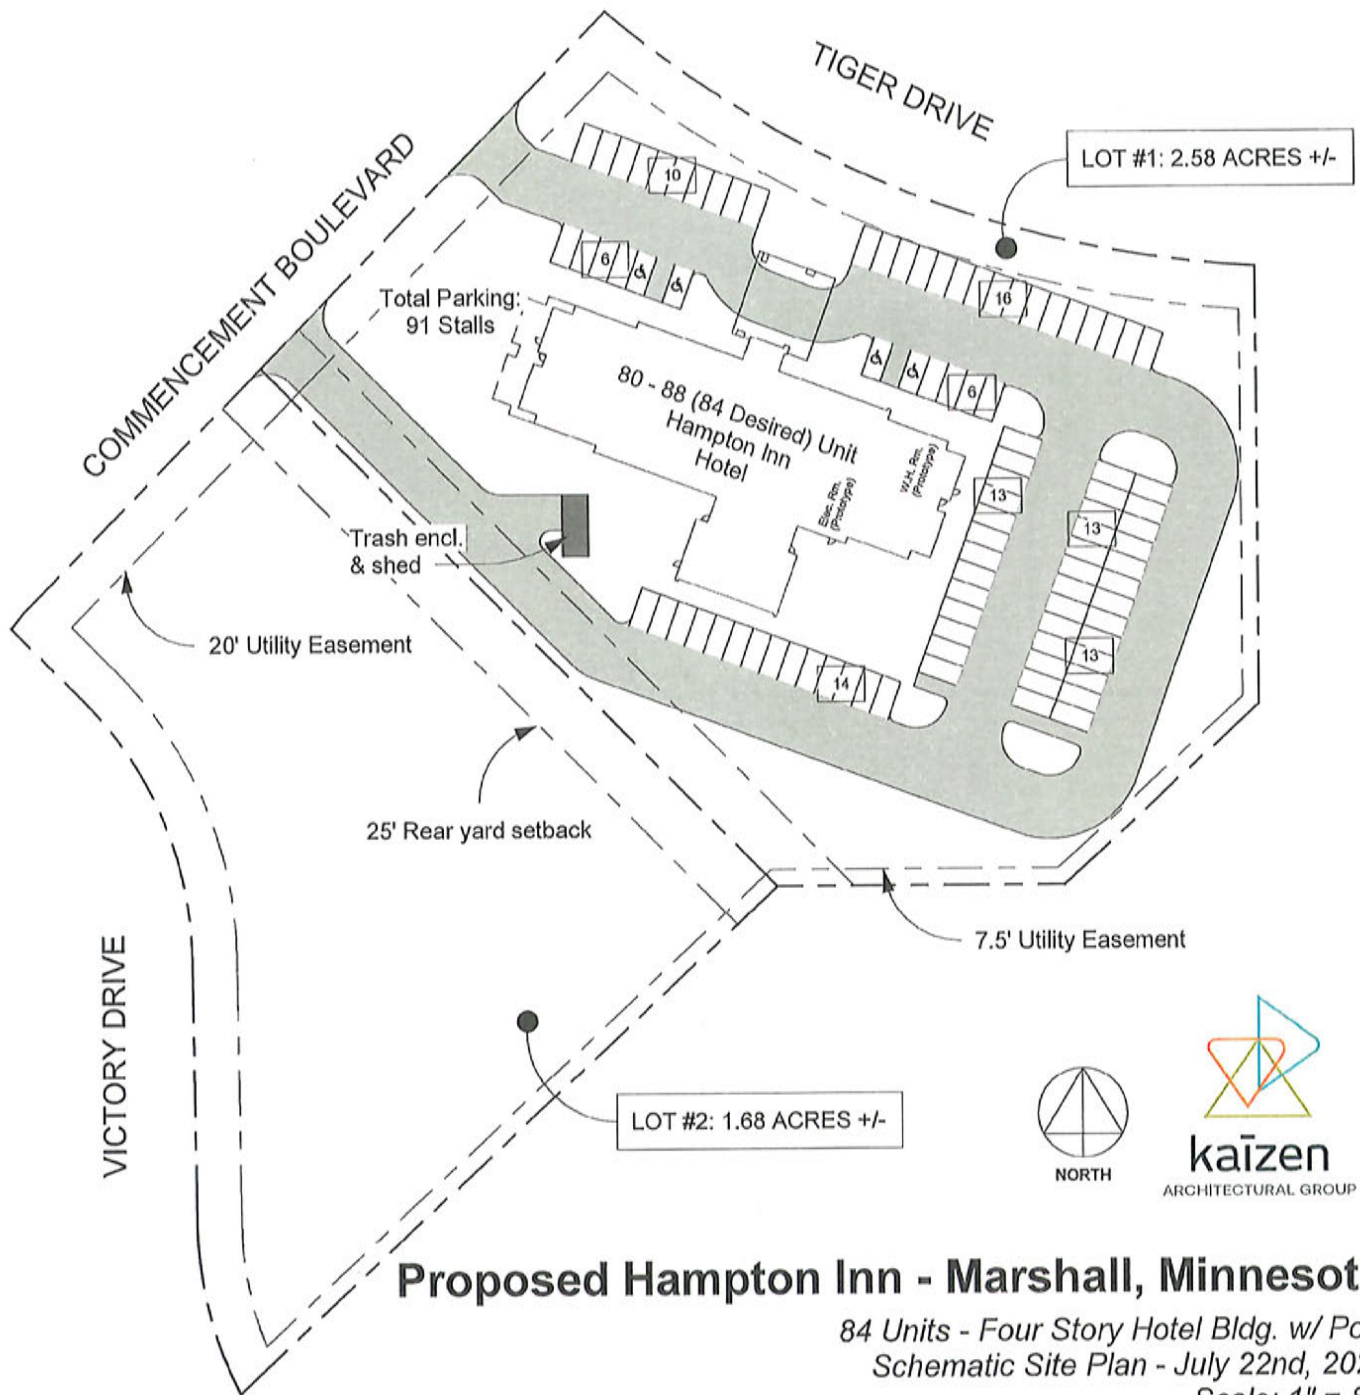 TIGER DRIVE
LOT #1: 2.58 ACRES +/-
COMMENCEMENT BOULEVARD
10
6
Total Parking:
91 Stalls
16
6
80 - 88 (84 Desired) Unit
Hampton Inn
Hotel
W.H. Rm.
(Prototype)
Elec. Rm.
(Prototype)
13
13
13
14
Trash encl.
& shed
20' Utility Easement
25' Rear yard setback
7.5' Utility Easement
VICTORY DRIVE
LOT #2: 1.68 ACRES +/-
NORTH
kaīzen
ARCHITECTURAL GROUP
Proposed Hampton Inn - Marshall, Minnesot
84 Units - Four Story Hotel Bldg. w/ Po
Schematic Site Plan - July 22nd, 202